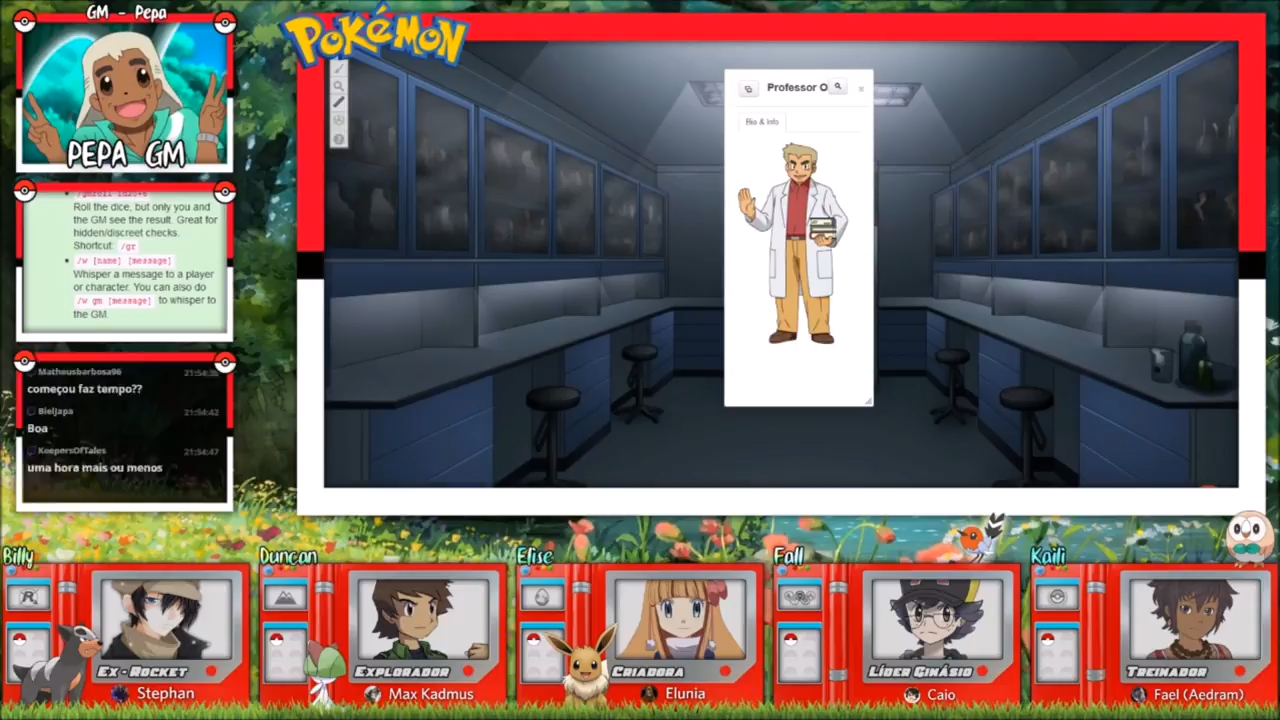 GM - Pepa
POKéMON
PEPA GM
Professor O
Bio & Info
Roll the dice, but only you and
the GM see the result. Great for
hidden/discreet checks.
Shortcut: /gr
/w [name] [message]
Whisper a message to a player
or character. You can also do
/w gm [message] to whisper to
the GM.
Matheusbarbosa96
começou faz tempo??
BielJapa 21:54:42
Boa
KeepersOfTales 21:54:47
uma hora mais ou menos
Billy
Duncan
Elise
Fall
Kaili
R
Ex-Rocket
Explorador
Criadora
Líder Ginásio
Treinador
Stephan
Max Kadmus
Elunia
Caio
Fael (Aedram)